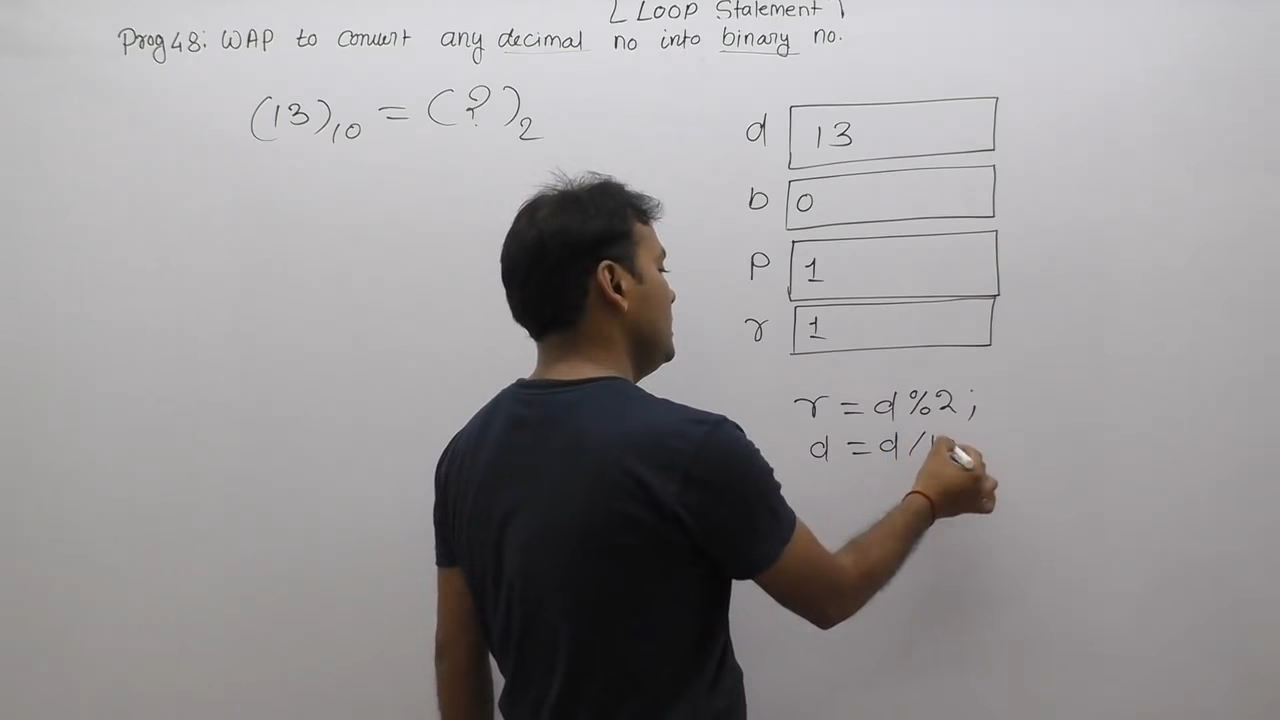 [ LOOP Statement ]
Prog 48: WAP to convert any decimal no into binary no.
(13)10 = (?)2
d 13
b 0
p 1
r 1
r = d%2;
d = d/